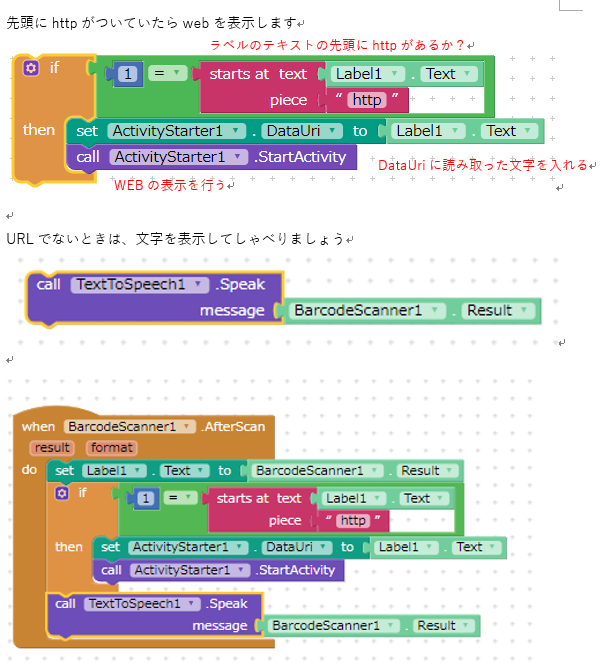 先頭に http がついていたら web を表示します↵
ラベルのテキストの先頭に http があるか？↵
if 1 = starts at text Label1 . Text
piece “ http ”
then set ActivityStarter1 . DataUri to Label1 . Text
call ActivityStarter1 .StartActivity
DataUri に読み取った文字を入れる↵
WEB の表示を行う↵
↵
↵
URL でないときは、文字を表示してしゃべりましょう↵
call TextToSpeech1 .Speak
message BarcodeScanner1 . Result
↵
↵
when BarcodeScanner1 .AfterScan
result format
do set Label1 . Text to BarcodeScanner1 . Result
if 1 = starts at text Label1 . Text
piece “ http ”
then set ActivityStarter1 . DataUri to Label1 . Text
call ActivityStarter1 .StartActivity
call TextToSpeech1 .Speak
message BarcodeScanner1 . Result